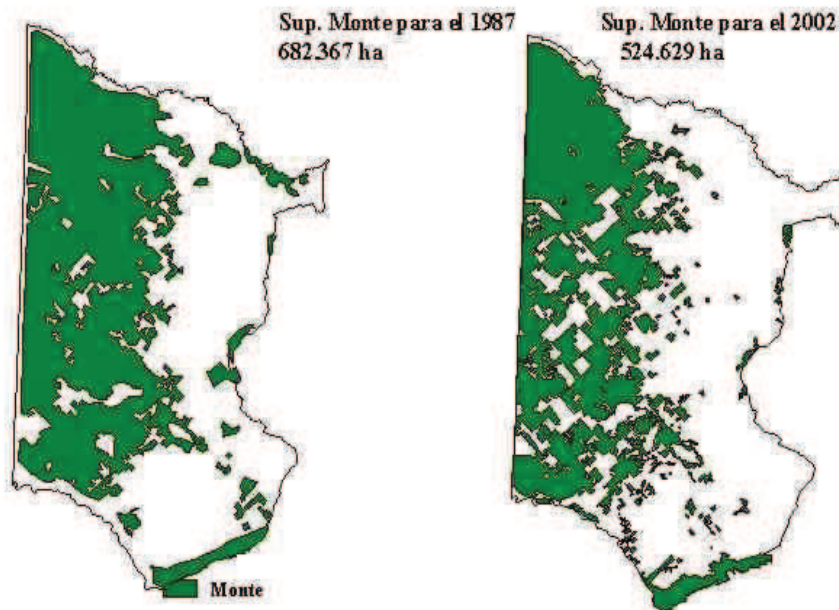 Sup. Monte para el 1987
682.367 ha
Sup. Monte para el 2002
524.629 ha
Monte